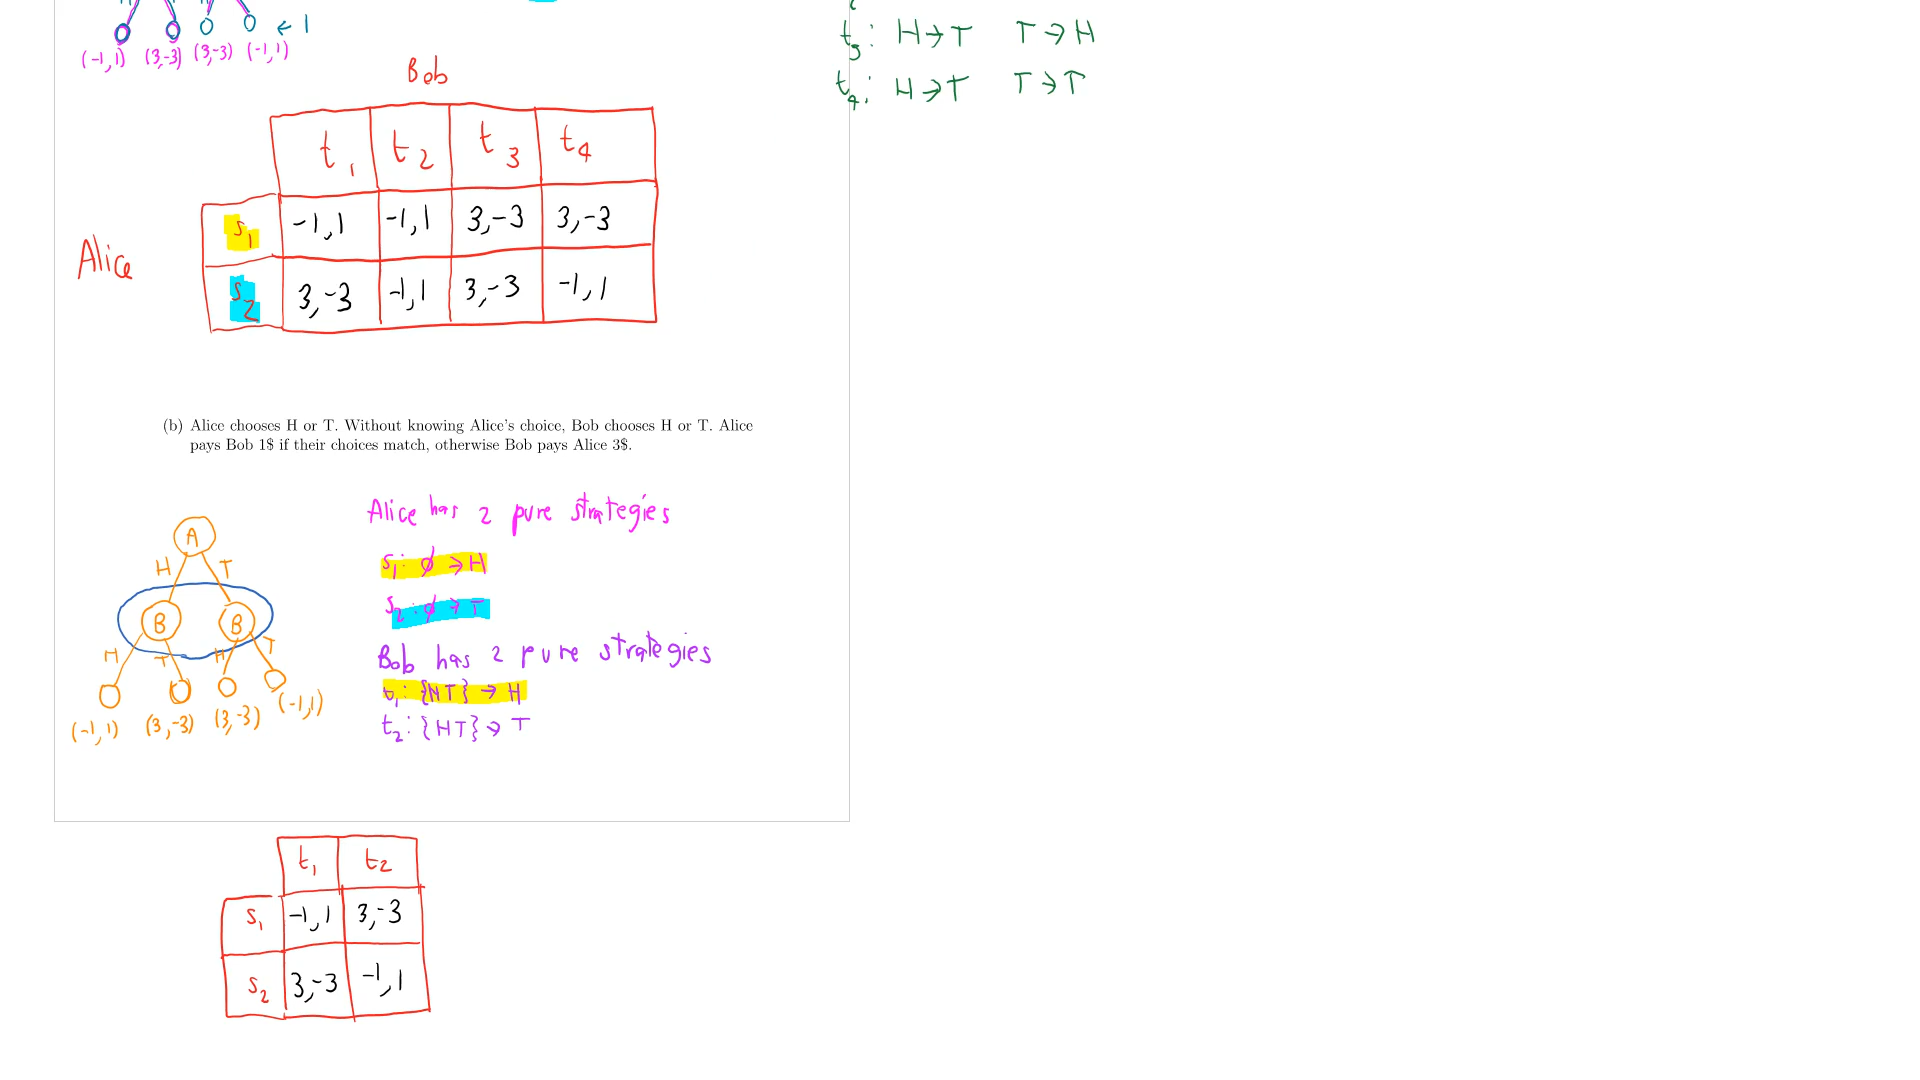 H T H
← 1
(-1,1) (3,-3) (3,-3) (-1,1)
t3: H→T T→H
t4: H→T T→T
Bob
t1 t2 t3 t4
Alice
s1 -1,1 -1,1 3,-3 3,-3
s2 3,-3 -1,1 3,-3 -1,1
(b) Alice chooses H or T. Without knowing Alice's choice, Bob chooses H or T. Alice
pays Bob 1$ if their choices match, otherwise Bob pays Alice 3$.
A
H T
B B
H T H T
(-1,1) (3,-3) (3,-3) (-1,1)
Alice has 2 pure strategies
s1: ∅ → H
s2: ∅ → T
Bob has 2 pure strategies
t1: {H T} → H
t2: {H T} → T
t1 t2
s1 -1,1 3,-3
s2 3,-3 -1,1